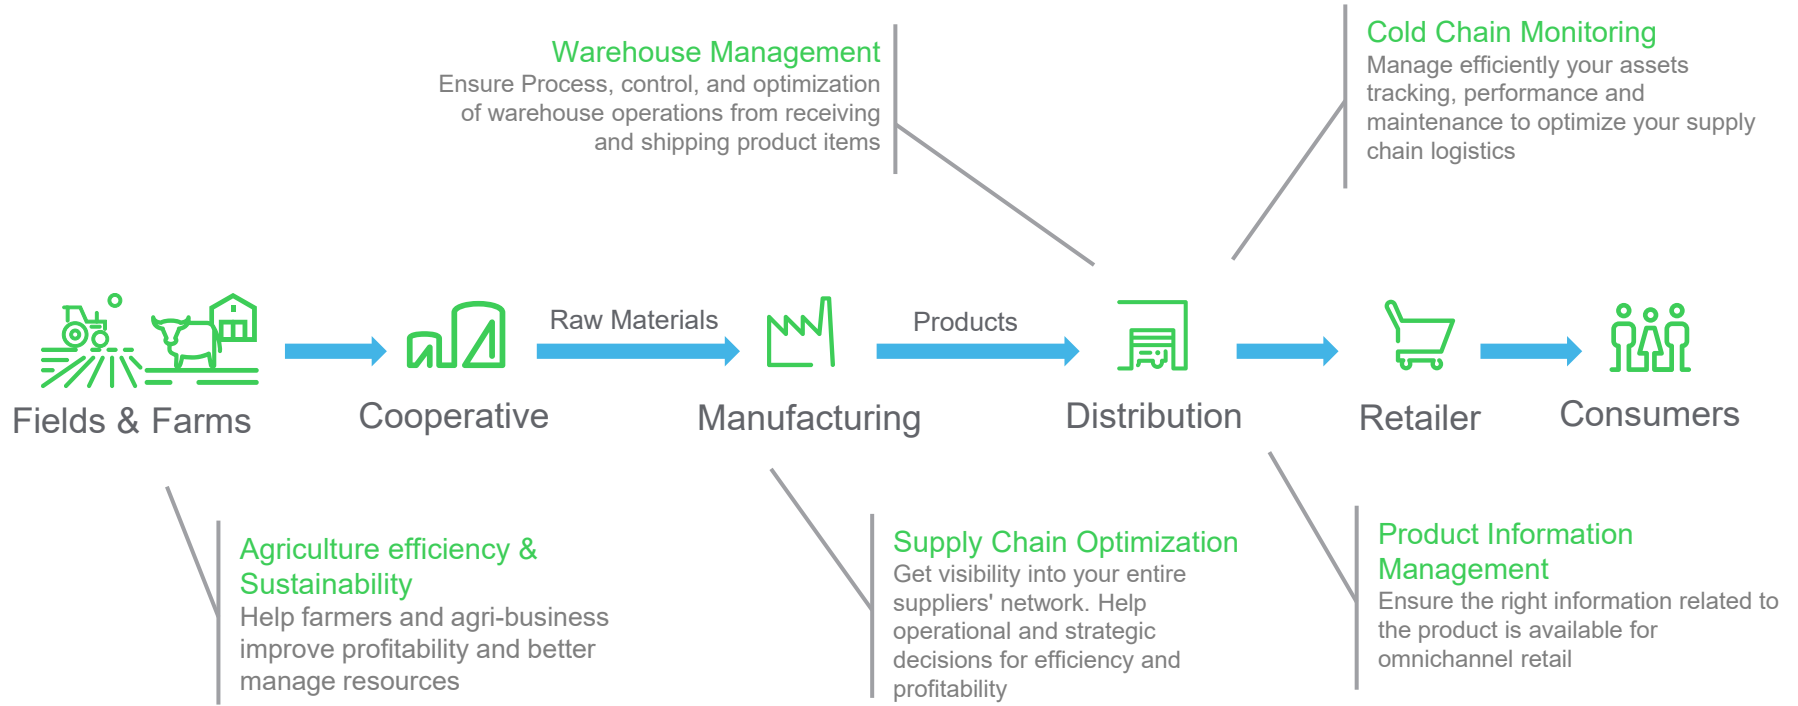 Warehouse Management
Ensure Process, control, and optimization
of warehouse operations from receiving
and shipping product items
Cold Chain Monitoring
Manage efficiently your assets
tracking, performance and
maintenance to optimize your supply
chain logistics
Raw Materials
Products
Fields & Farms
Cooperative
Manufacturing
Distribution
Retailer
Consumers
Agriculture efficiency &
Sustainability
Help farmers and agri-business
improve profitability and better
manage resources
Supply Chain Optimization
Get visibility into your entire
suppliers' network. Help
operational and strategic
decisions for efficiency and
profitability
Product Information
Management
Ensure the right information related to
the product is available for
omnichannel retail